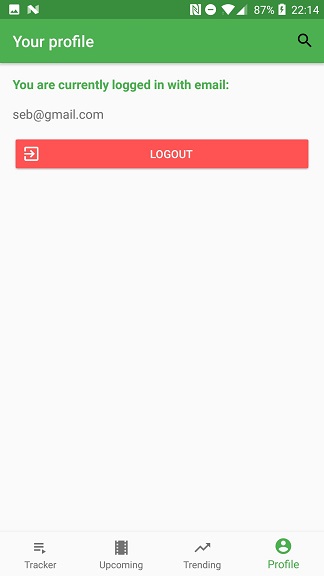 87% 22:14
Your profile
You are currently logged in with email:
seb@gmail.com
LOGOUT
Tracker Upcoming Trending Profile